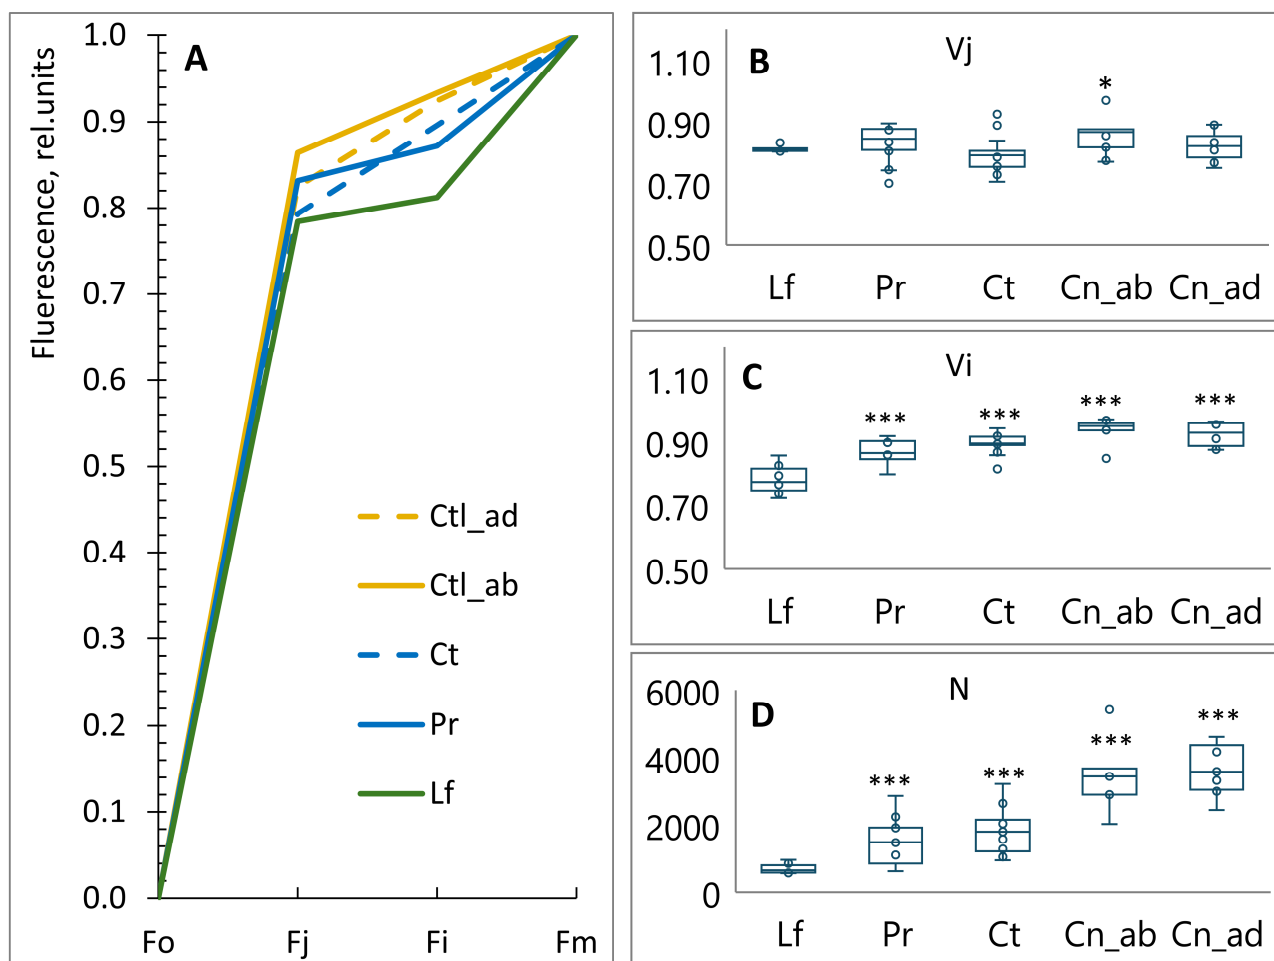 A
Fluerescence, rel.units
1.0
0.9
0.8
0.7
0.6
0.5
0.4
0.3
0.2
0.1
0.0
Fo Fj Fi Fm
Ctl_ad
Ctl_ab
Ct
Pr
Lf
B
Vj
1.10
0.90
0.70
0.50
*
Lf Pr Ct Cn_ab Cn_ad
C
Vi
1.10
0.90
0.70
0.50
*** *** *** ***
Lf Pr Ct Cn_ab Cn_ad
D
N
6000
4000
2000
0
*** *** *** ***
Lf Pr Ct Cn_ab Cn_ad